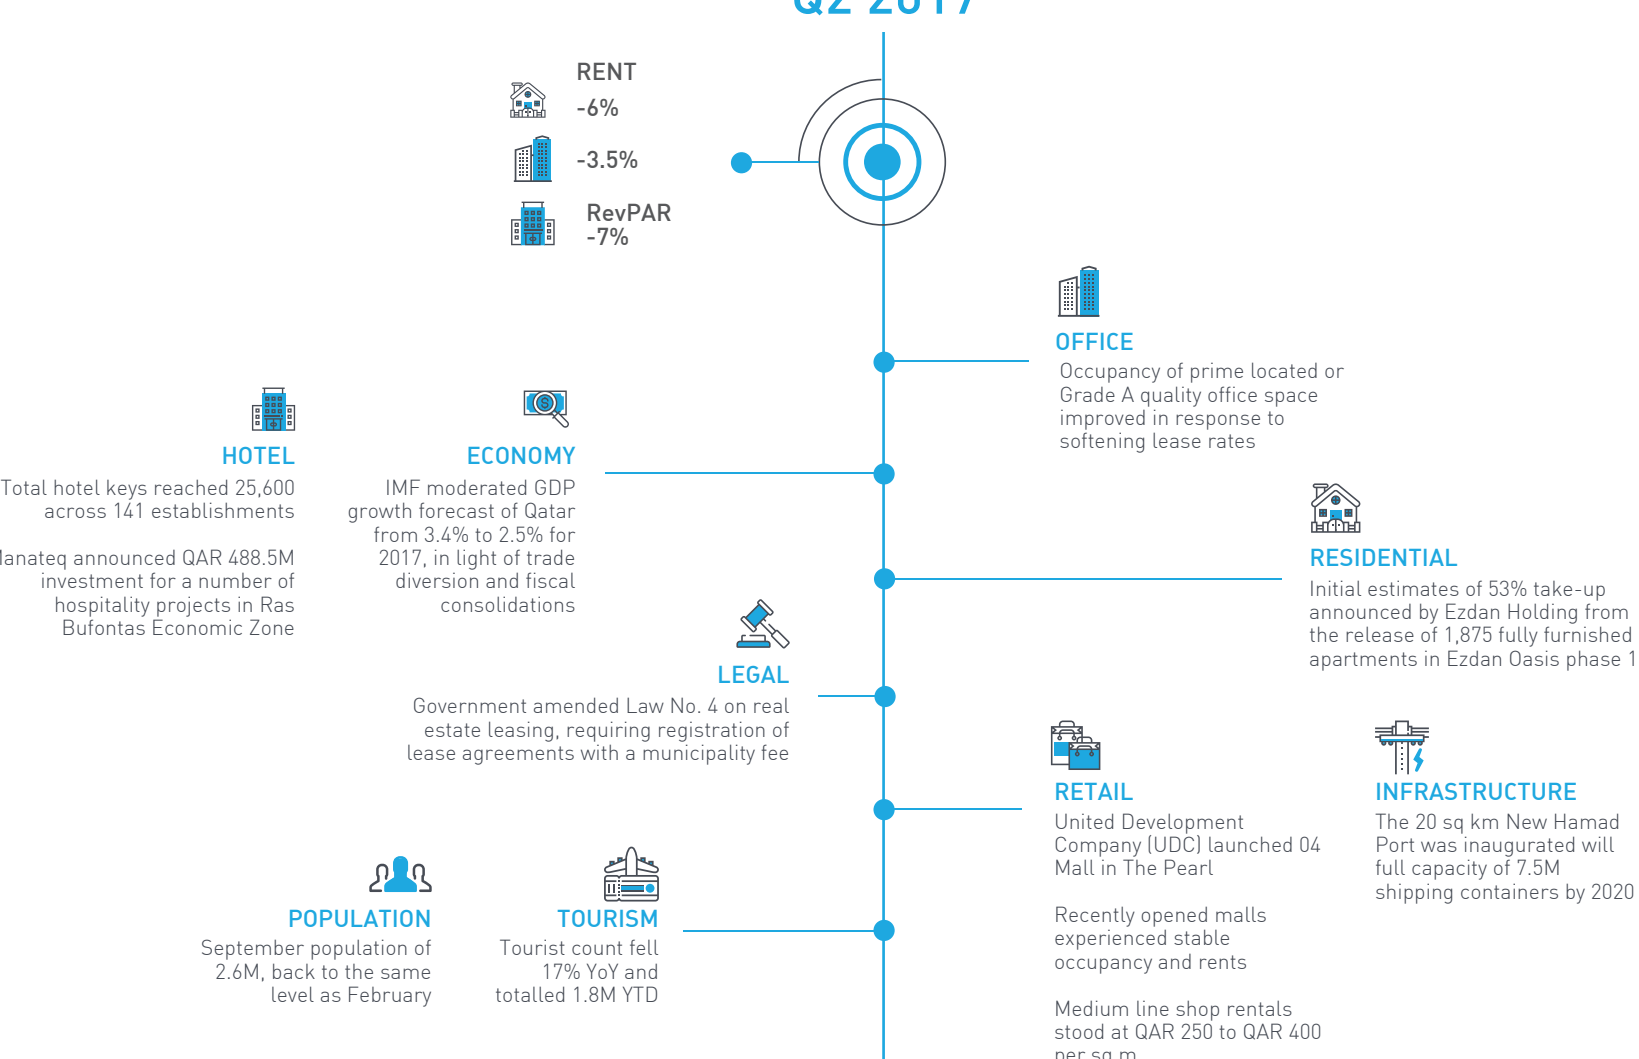 Q2 2017
RENT
-6%
-3.5%
RevPAR
-7%
OFFICE
Occupancy of prime located or
Grade A quality office space
improved in response to
softening lease rates
HOTEL
Total hotel keys reached 25,600
across 141 establishments
Manateq announced QAR 488.5M
investment for a number of
hospitality projects in Ras
Bufontas Economic Zone
ECONOMY
IMF moderated GDP
growth forecast of Qatar
from 3.4% to 2.5% for
2017, in light of trade
diversion and fiscal
consolidations
RESIDENTIAL
Initial estimates of 53% take-up
announced by Ezdan Holding from
the release of 1,875 fully furnished
apartments in Ezdan Oasis phase 1
LEGAL
Government amended Law No. 4 on real
estate leasing, requiring registration of
lease agreements with a municipality fee
RETAIL
United Development
Company (UDC) launched 04
Mall in The Pearl
Recently opened malls
experienced stable
occupancy and rents
Medium line shop rentals
stood at QAR 250 to QAR 400
per sq m
INFRASTRUCTURE
The 20 sq km New Hamad
Port was inaugurated will
full capacity of 7.5M
shipping containers by 2020
POPULATION
September population of
2.6M, back to the same
level as February
TOURISM
Tourist count fell
17% YoY and
totalled 1.8M YTD